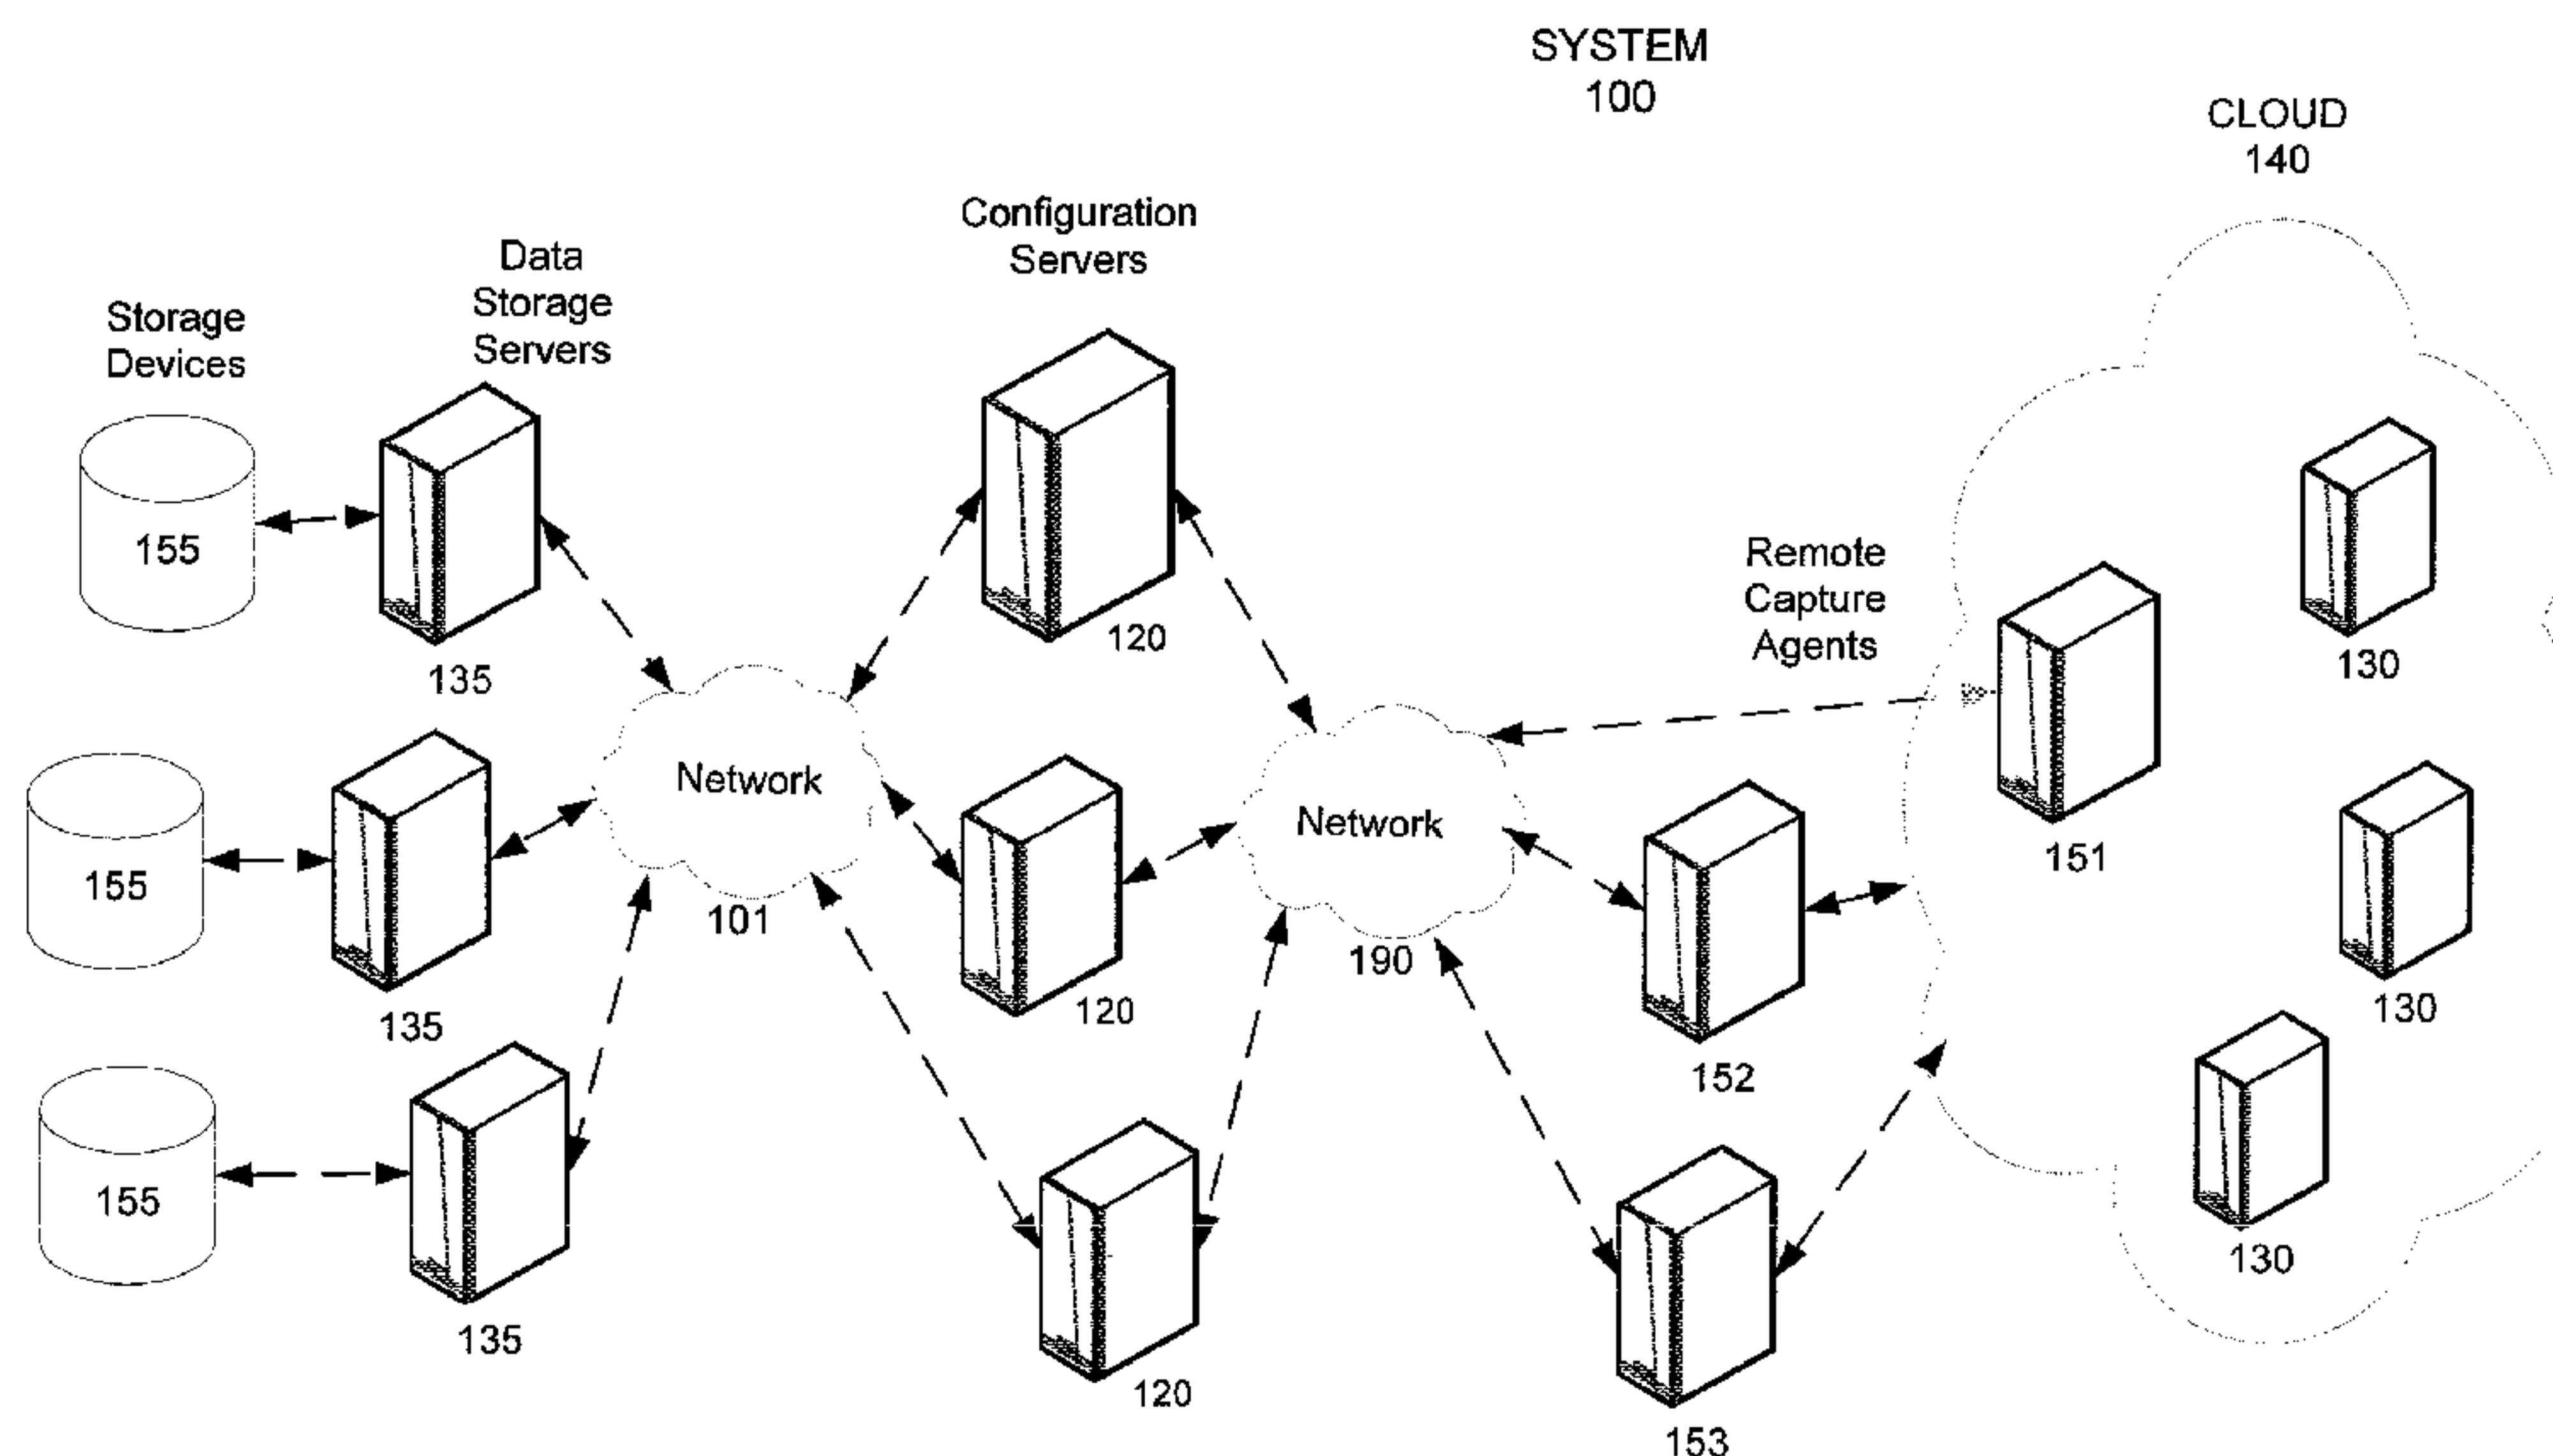 SYSTEM
100
CLOUD
140
Configuration
Servers
Data
Storage
Servers
Storage
Devices
155
135
120
Remote
Capture
Agents
130
151
Network
101
Network
190
155
135
120
152
130
155
135
120
153
130